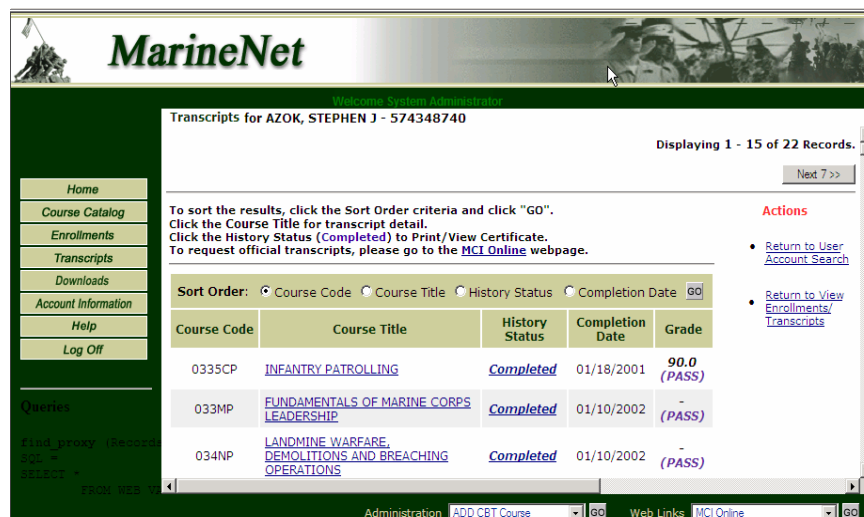 MarineNet
Welcome System Administrator
Transcripts for AZOK, STEPHEN J - 574348740
Displaying 1 - 15 of 22 Records.
Next 7 >>
Home
Course Catalog
Enrollments
Transcripts
Downloads
Account Information
Help
Log Off
To sort the results, click the Sort Order criteria and click "GO".
Click the Course Title for transcript detail.
Click the History Status (Completed) to Print/View Certificate.
To request official transcripts, please go to the MCI Online webpage.
Actions
Return to User
Account Search
Return to View
Enrollments/
Transcripts
Sort Order: Course Code Course Title History Status Completion Date GO
Course Code Course Title History Status Completion Date Grade
0335CP INFANTRY PATROLLING Completed 01/18/2001 90.0 (PASS)
033MP FUNDAMENTALS OF MARINE CORPS LEADERSHIP Completed 01/10/2002 - (PASS)
034NP LANDMINE WARFARE, DEMOLITIONS AND BREACHING OPERATIONS Completed 01/10/2002 - (PASS)
Queries
find_proxy (Records
SQL =
SELECT *
FROM WEB
Administration ADD CBT Course GO Web Links MCI Online GO